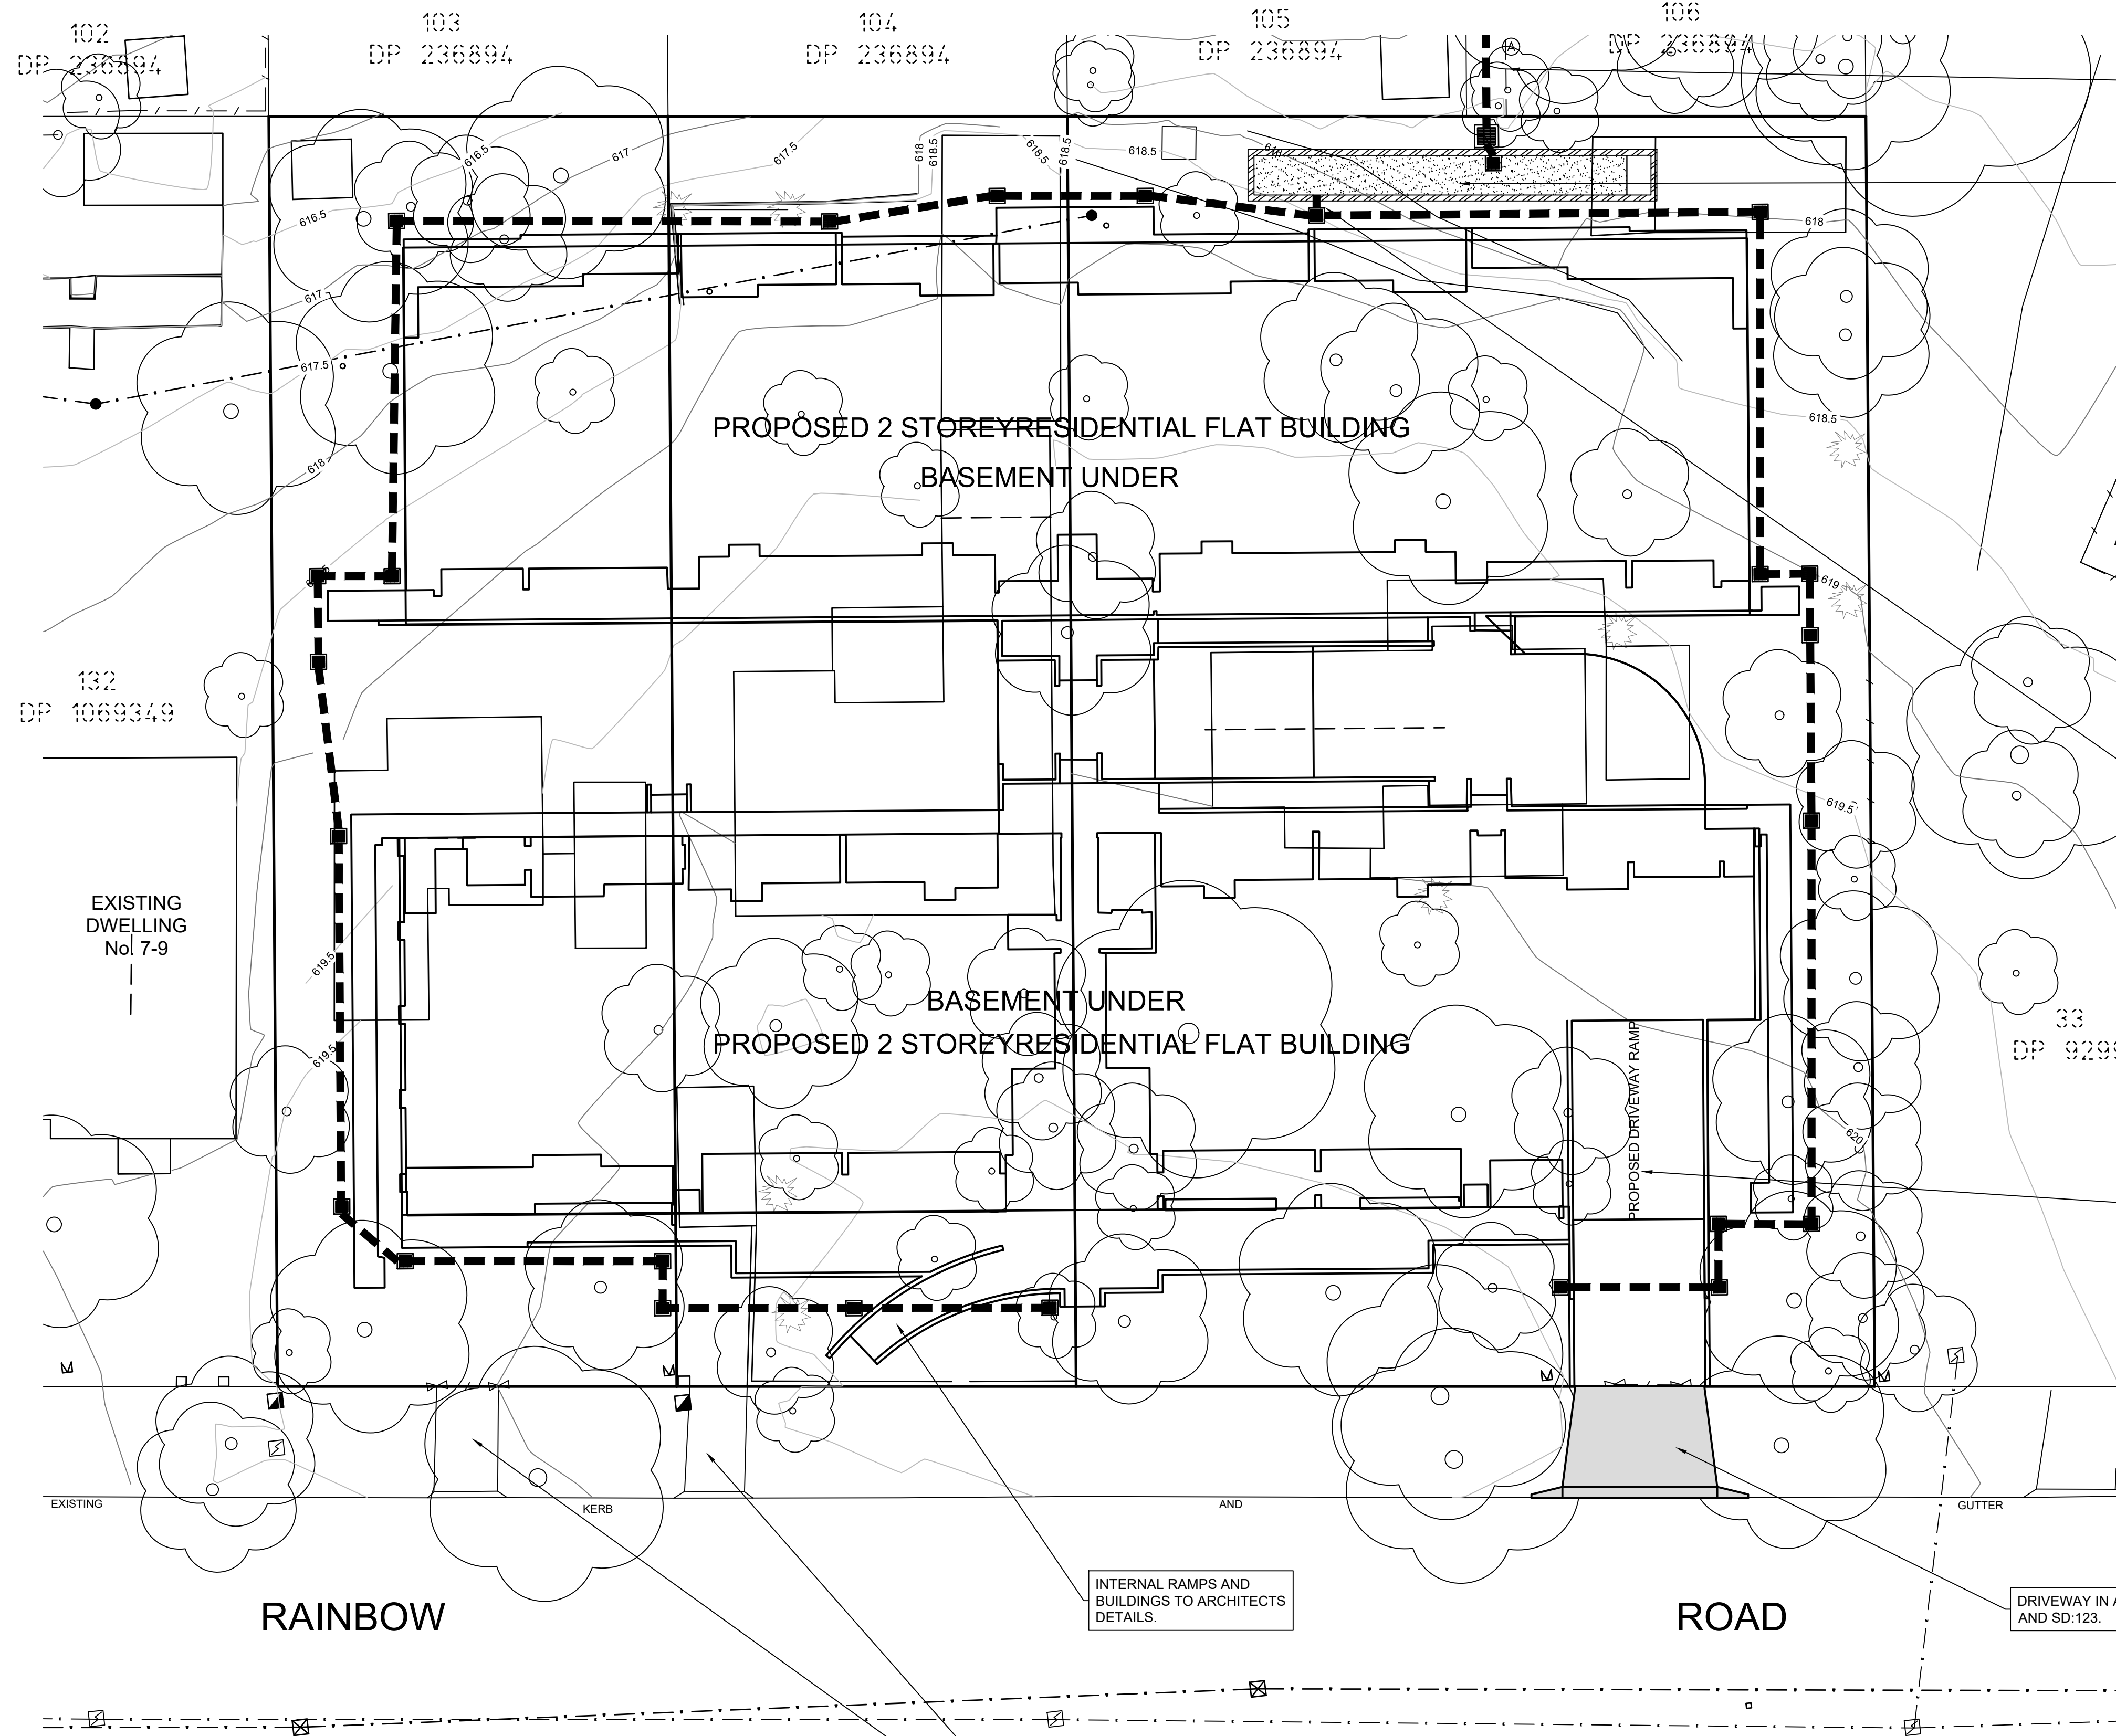 102
DP 236894
103
DP 236894
104
DP 236894
105
DP 236894
106
DP 236894
A
616.5
617
617.5
618
618.5
618.5
618.5
618.5
616.5
618
617
617.5
618.5
618
PROPOSED 2 STOREYRESIDENTIAL FLAT BUILDING
BASEMENT UNDER
619
132
DP 1069349
619.5
EXISTING
DWELLING
No. 7-9
619.5
BASEMENT UNDER
PROPOSED 2 STOREYRESIDENTIAL FLAT BUILDING
619.5
PROPOSED DRIVEWAY RAMP
33
620
EXISTING
KERB
AND
GUTTER
INTERNAL RAMPS AND
BUILDINGS TO ARCHITECTS
DETAILS.
DRIVEWAY IN
AND SD:123.
RAINBOW
ROAD